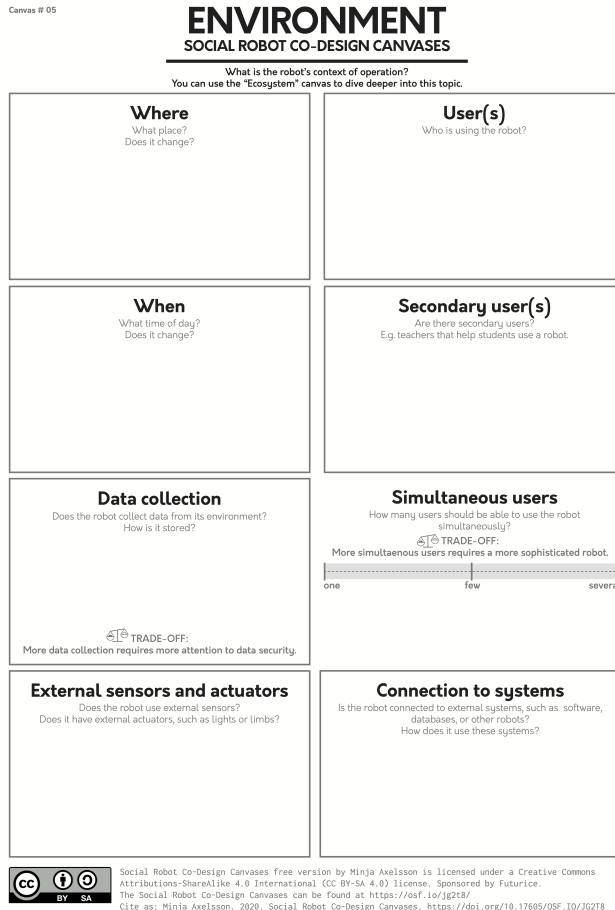 Canvas # 05
ENVIRONMENT
SOCIAL ROBOT CO-DESIGN CANVASES
What is the robot's context of operation?
You can use the “Ecosystem” canvas to dive deeper into this topic.
Where
What place?
Does it change?
User(s)
Who is using the robot?
When
What time of day?
Does it change?
Secondary user(s)
Are there secondary users?
E.g. teachers that help students use a robot.
Data collection
Does the robot collect data from its environment?
How is it stored?
TRADE-OFF:
More data collection requires more attention to data security.
Simultaneous users
How many users should be able to use the robot
simultaneously?
TRADE-OFF:
More simultaenous users requires a more sophisticated robot.
one few severa
External sensors and actuators
Does the robot use external sensors?
Does it have external actuators, such as lights or limbs?
Connection to systems
Is the robot connected to external systems, such as software,
databases, or other robots?
How does it use these systems?
cc BY SA
Social Robot Co-Design Canvases free version by Minja Axelsson is licensed under a Creative Commons
Attributions-ShareAlike 4.0 International (CC BY-SA 4.0) license. Sponsored by Futurice.
The Social Robot Co-Design Canvases can be found at https://osf.io/jg2t8/
Cite as: Minja Axelsson. 2020. Social Robot Co-Design Canvases. https://doi.org/10.17605/OSF.IO/JG2T8